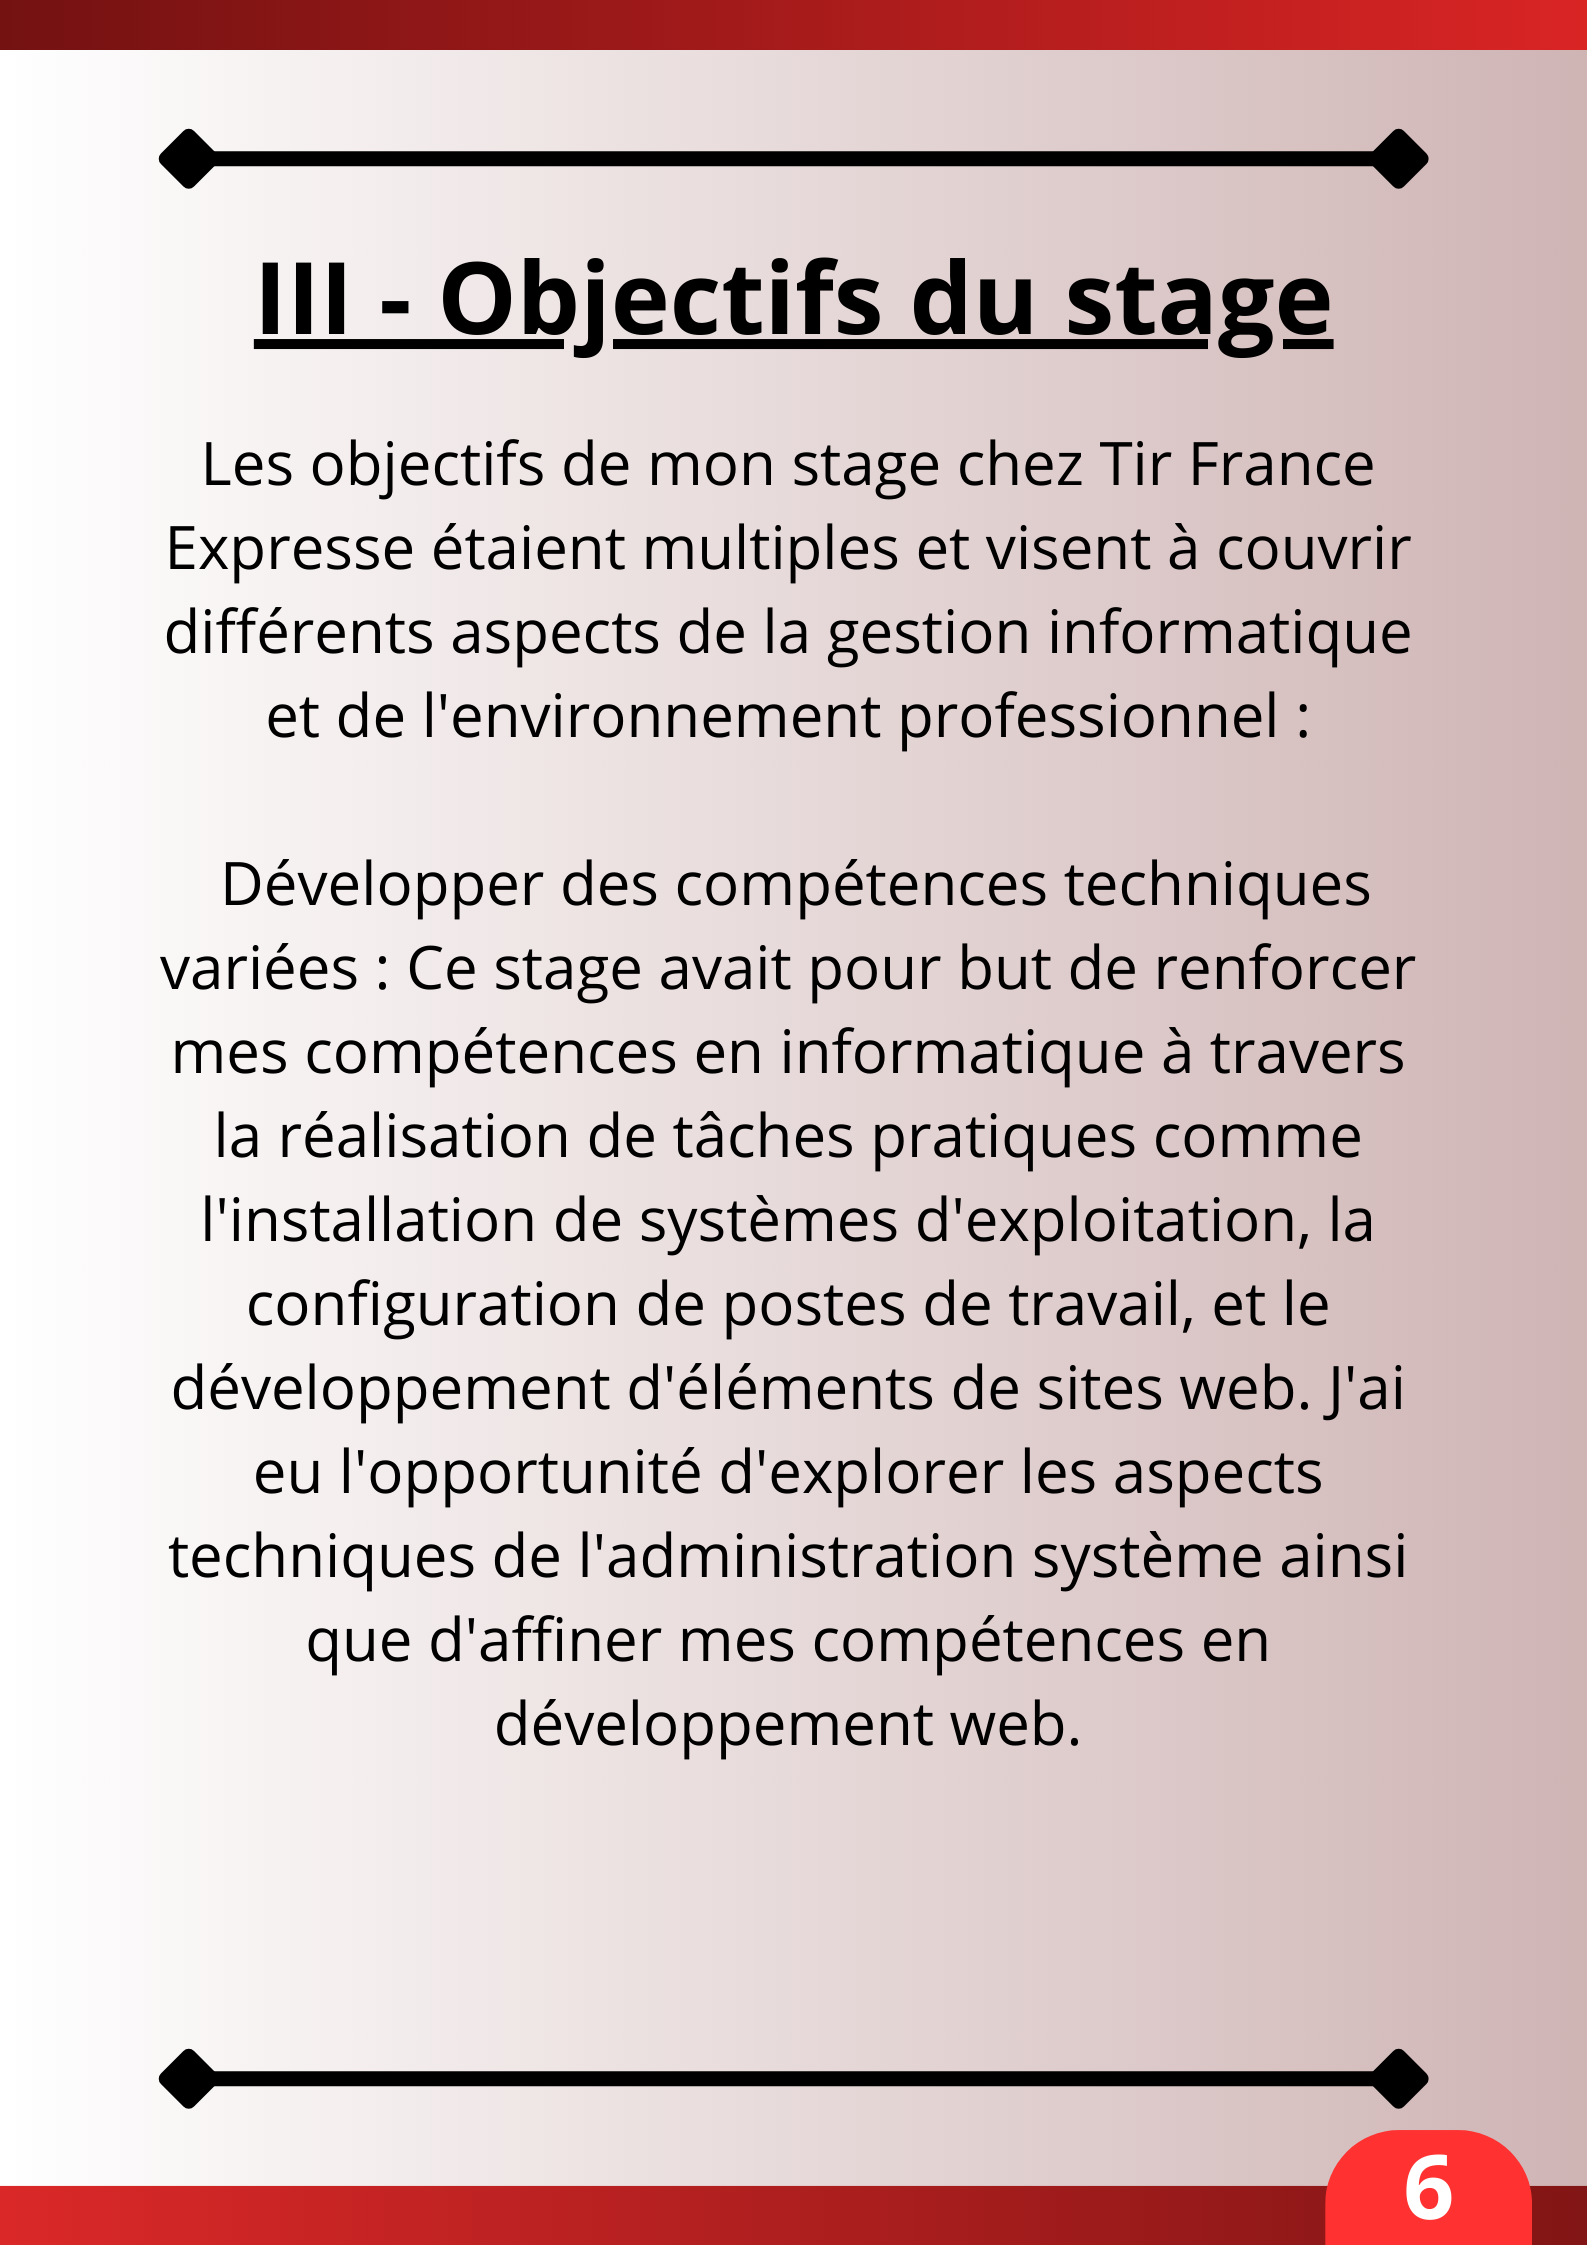 III - Objectifs du stage
Les objectifs de mon stage chez Tir France
Expresse étaient multiples et visent à couvrir
différents aspects de la gestion informatique
et de l'environnement professionnel :
Développer des compétences techniques
variées : Ce stage avait pour but de renforcer
mes compétences en informatique à travers
la réalisation de tâches pratiques comme
l'installation de systèmes d'exploitation, la
configuration de postes de travail, et le
développement d'éléments de sites web. J'ai
eu l'opportunité d'explorer les aspects
techniques de l'administration système ainsi
que d'affiner mes compétences en
développement web.
6